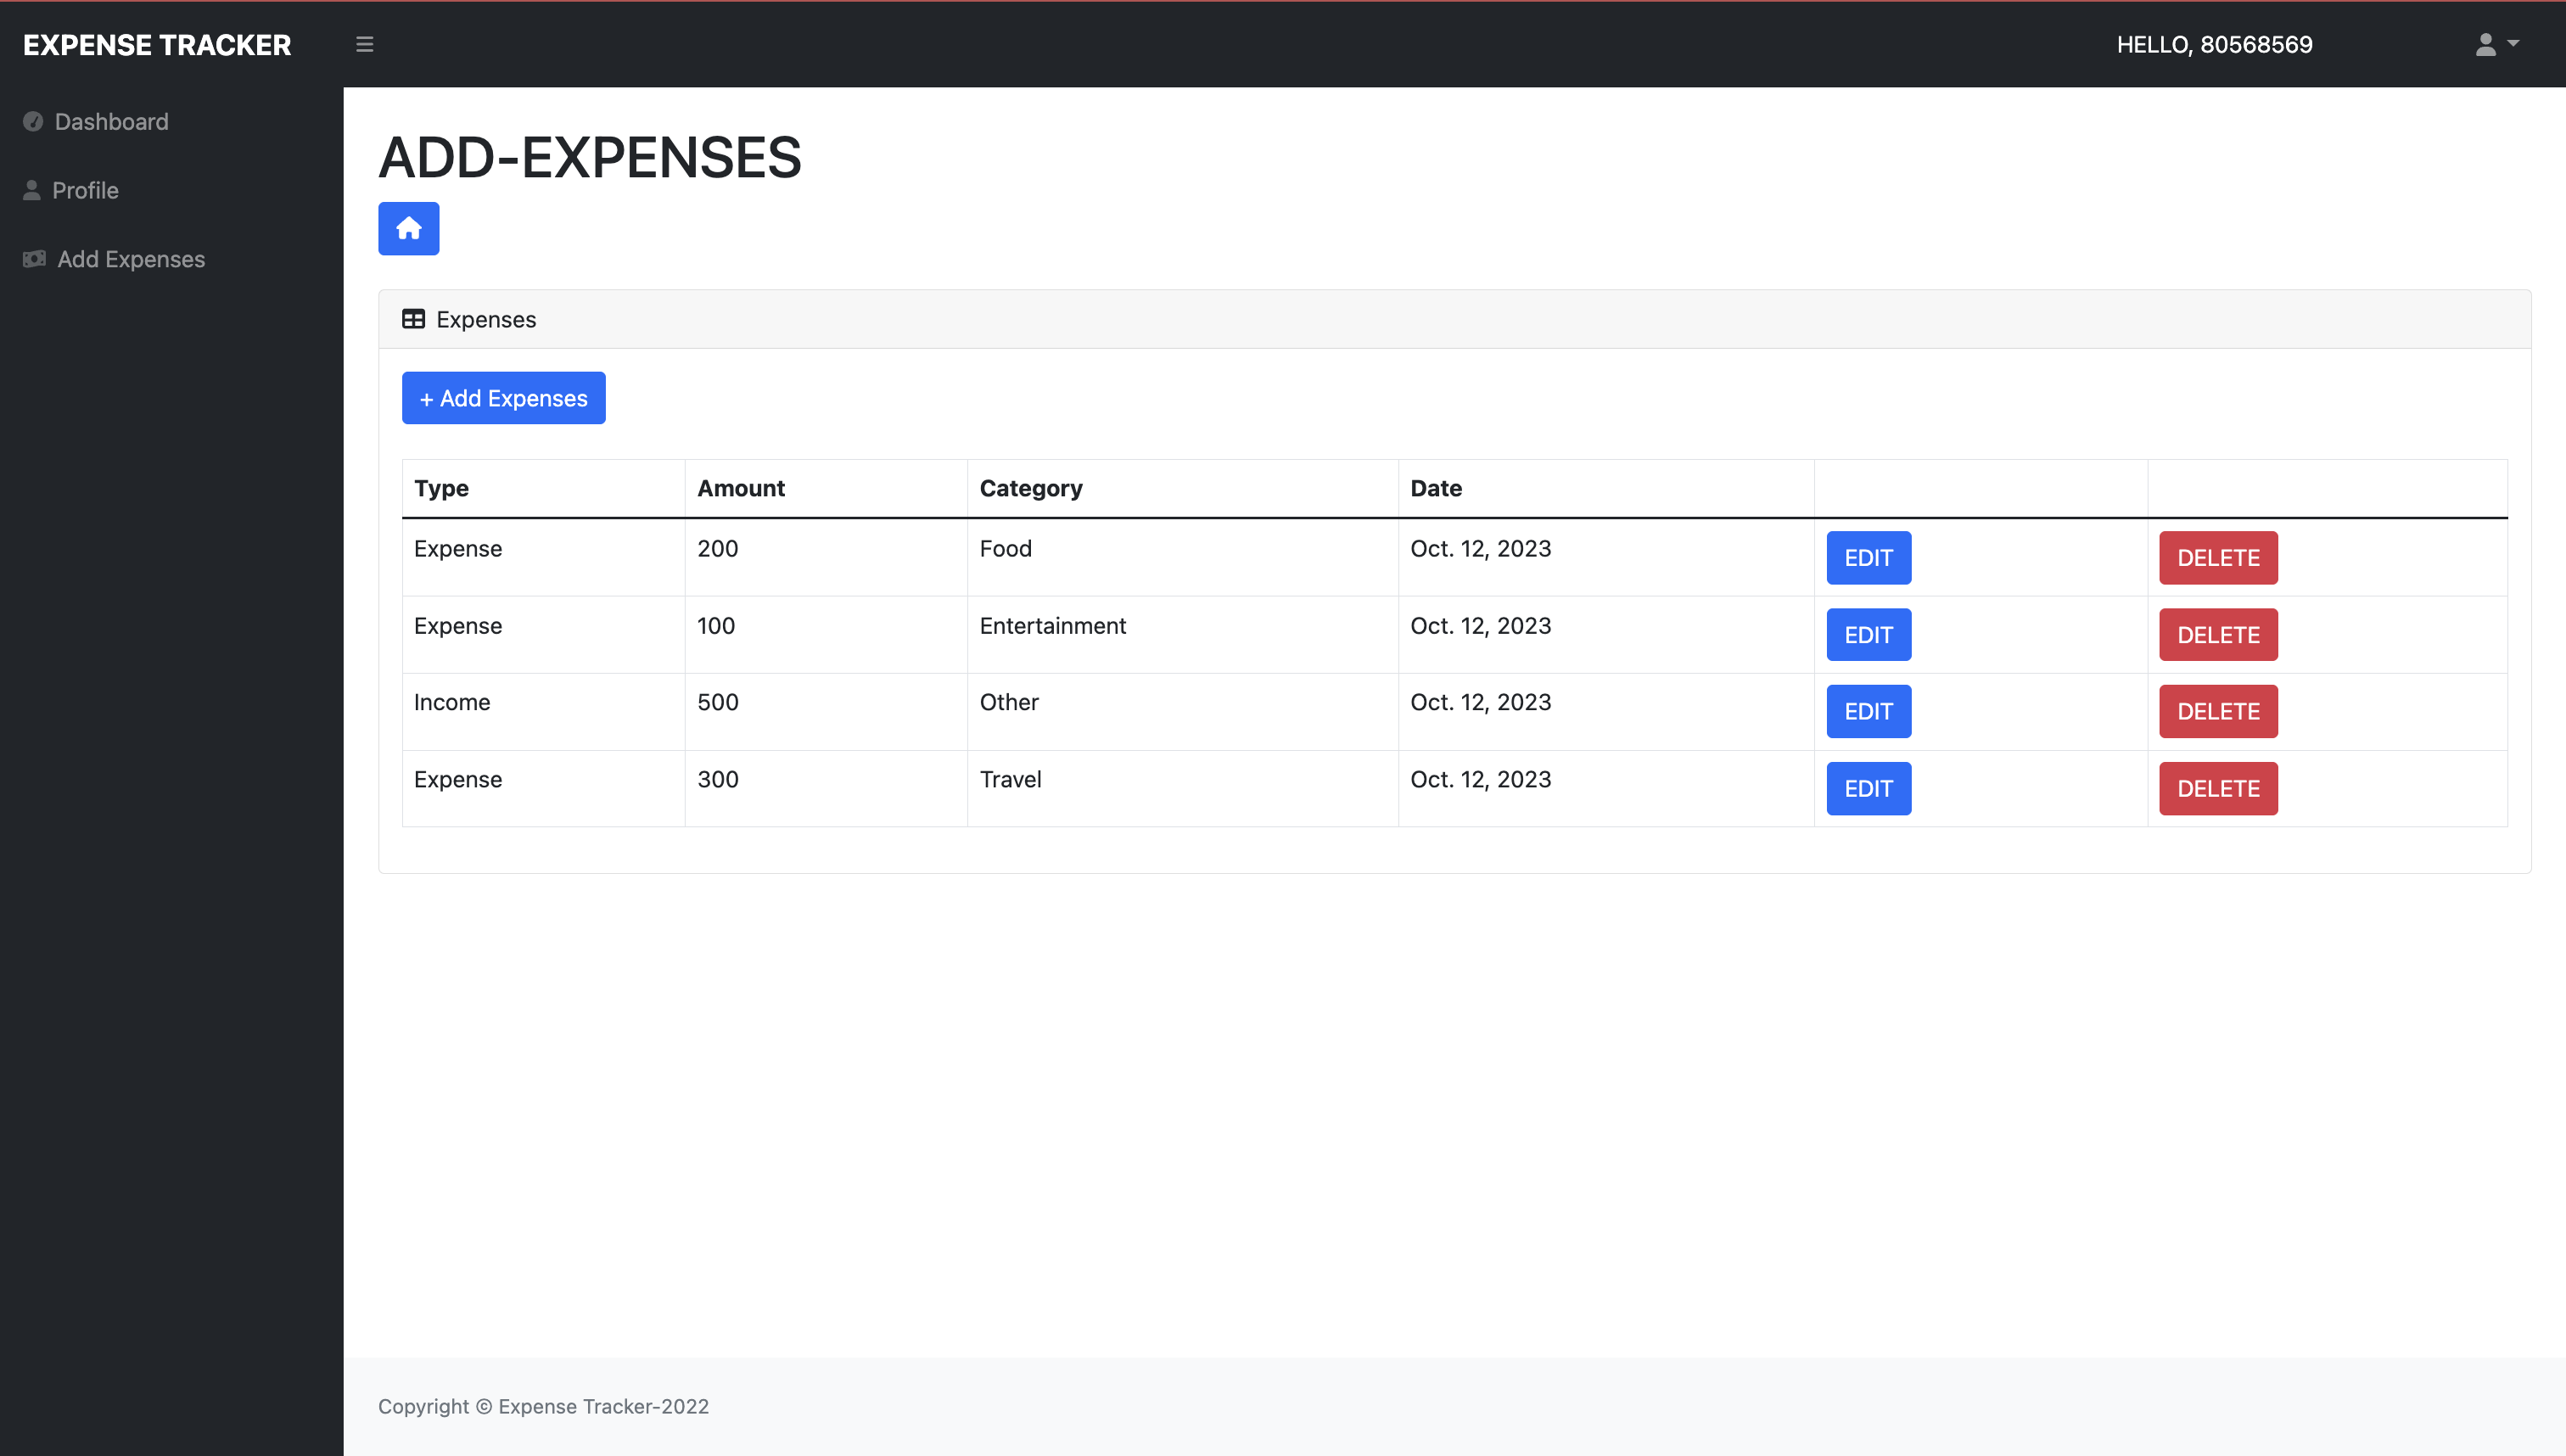 EXPENSE TRACKER
HELLO, 80568569
Dashboard
Profile
Add Expenses
ADD-EXPENSES
Expenses
+ Add Expenses
Type Amount Category Date
Expense 200 Food Oct. 12, 2023 EDIT DELETE
Expense 100 Entertainment Oct. 12, 2023 EDIT DELETE
Income 500 Other Oct. 12, 2023 EDIT DELETE
Expense 300 Travel Oct. 12, 2023 EDIT DELETE
Copyright © Expense Tracker-2022